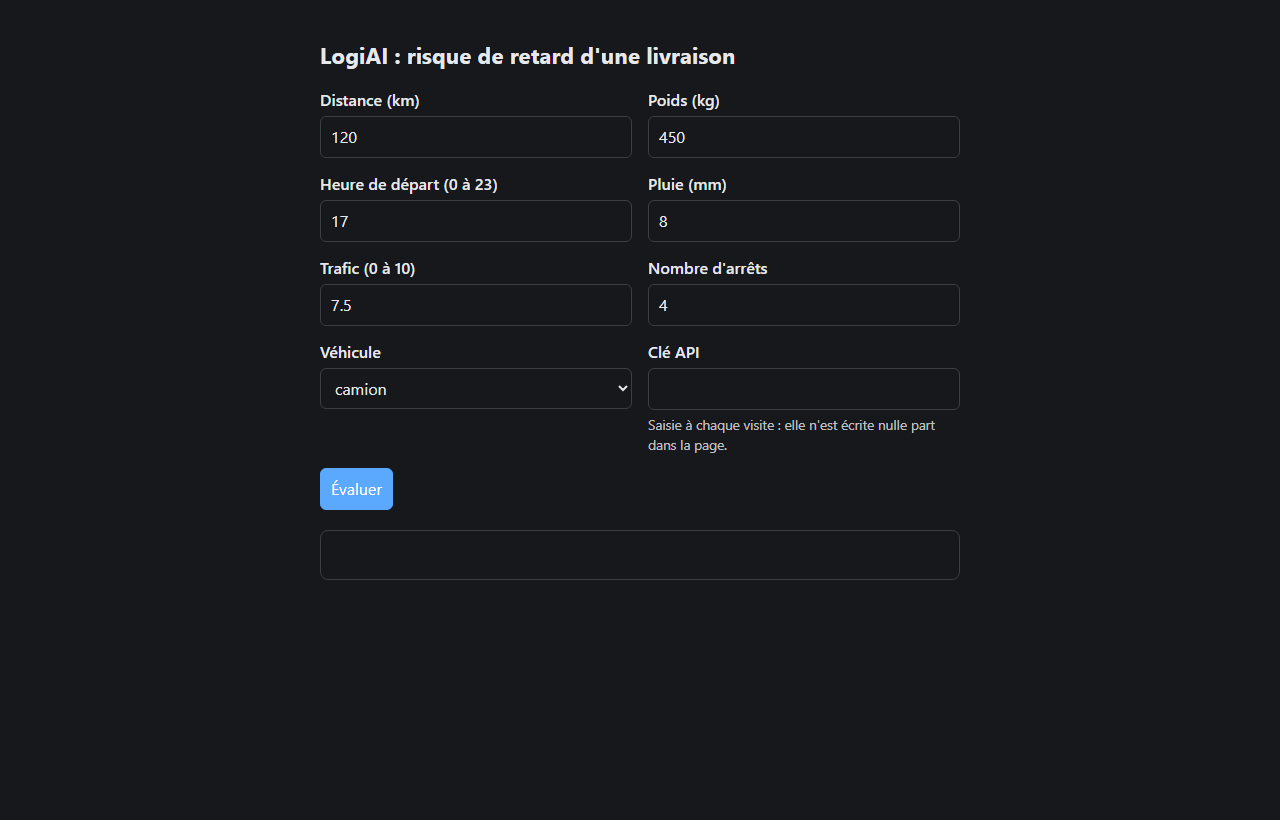 LogiAI : risque de retard d'une livraison
Distance (km)
Poids (kg)
120
450
Heure de départ (0 à 23)
Pluie (mm)
17
8
Trafic (0 à 10)
Nombre d'arrêts
7.5
4
Véhicule
Clé API
camion
Saisie à chaque visite : elle n'est écrite nulle part
dans la page.
Évaluer